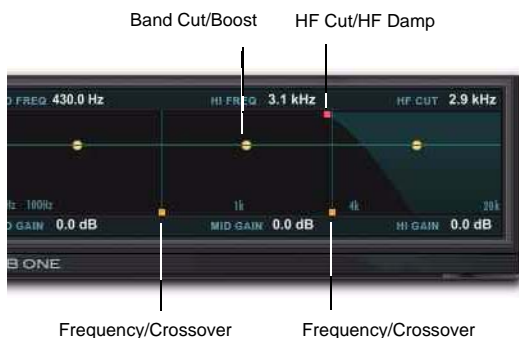 Band Cut/Boost HF Cut/HF Damp
FREQ 430.0 Hz HI FREQ 3.1 kHz HF CUT 2.9 kHz
Hz 100Hz 1k 4k 20k
GAIN 0.0 dB MID GAIN 0.0 dB HI GAIN 0.0 dB
B ONE
Frequency/Crossover Frequency/Crossover